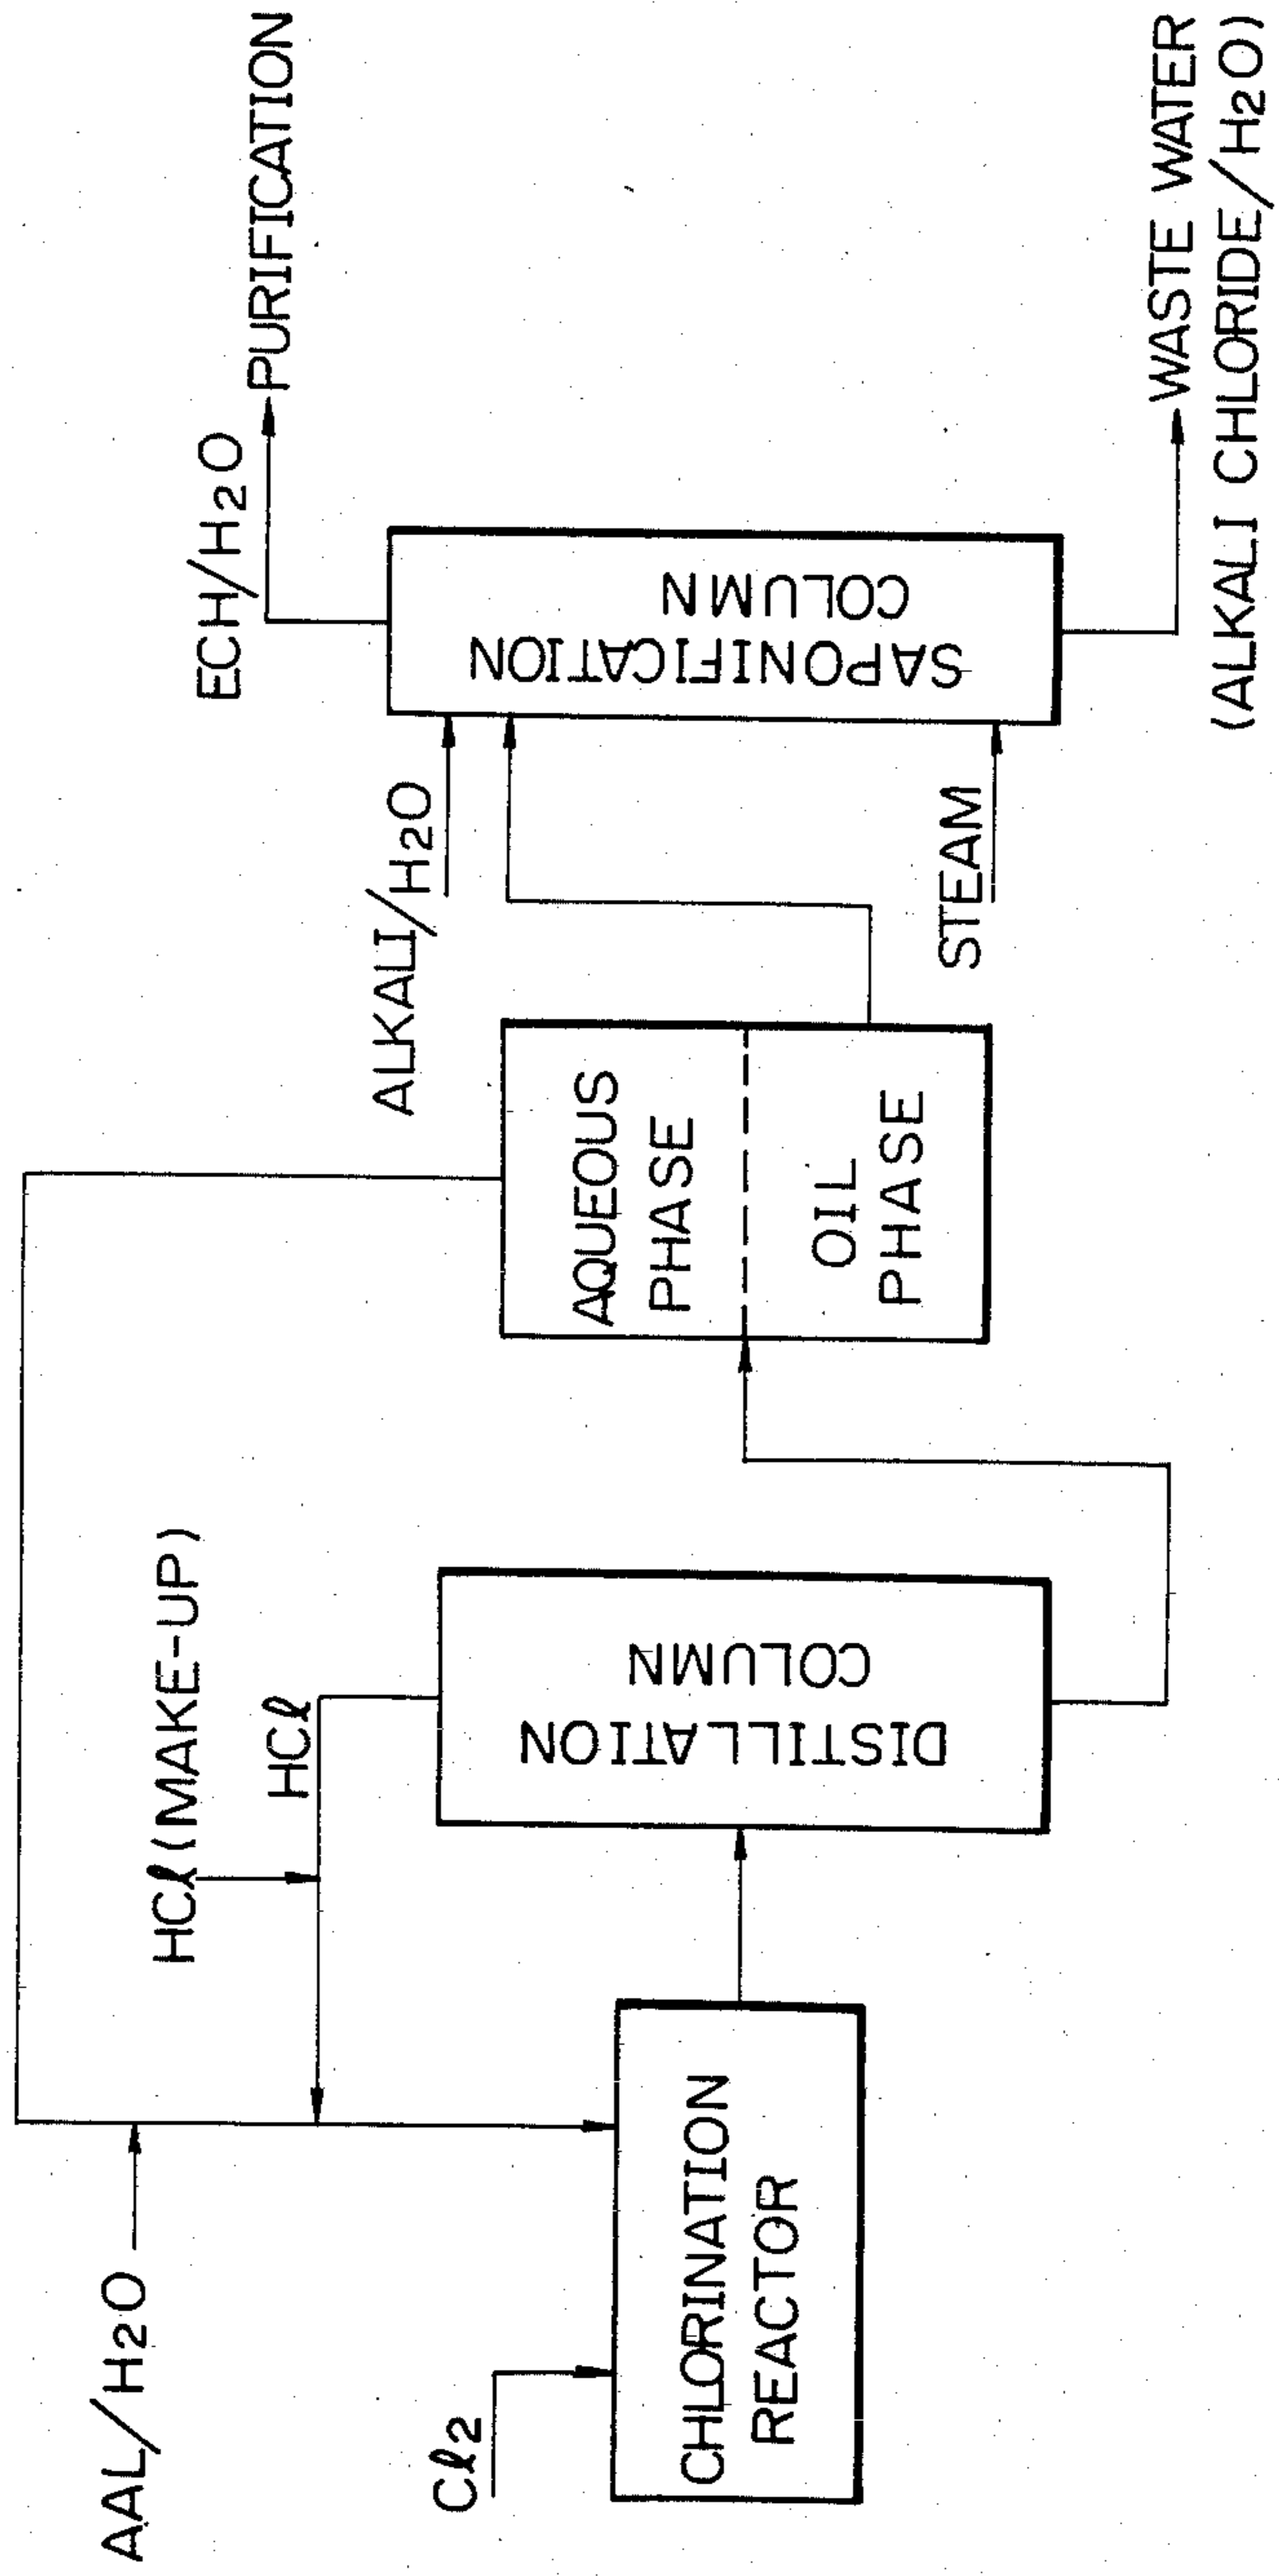 AAL/H2O
HCℓ (MAKE-UP)
HCℓ
Cℓ2
CHLORINATION
REACTOR
DISTILLATION
COLUMN
AQUEOUS
PHASE
OIL
PHASE
ALKALI/H2O
STEAM
SAPONIFICATION
COLUMN
ECH/H2O
PURIFICATION
WASTE WATER
(ALKALI CHLORIDE/H2O)